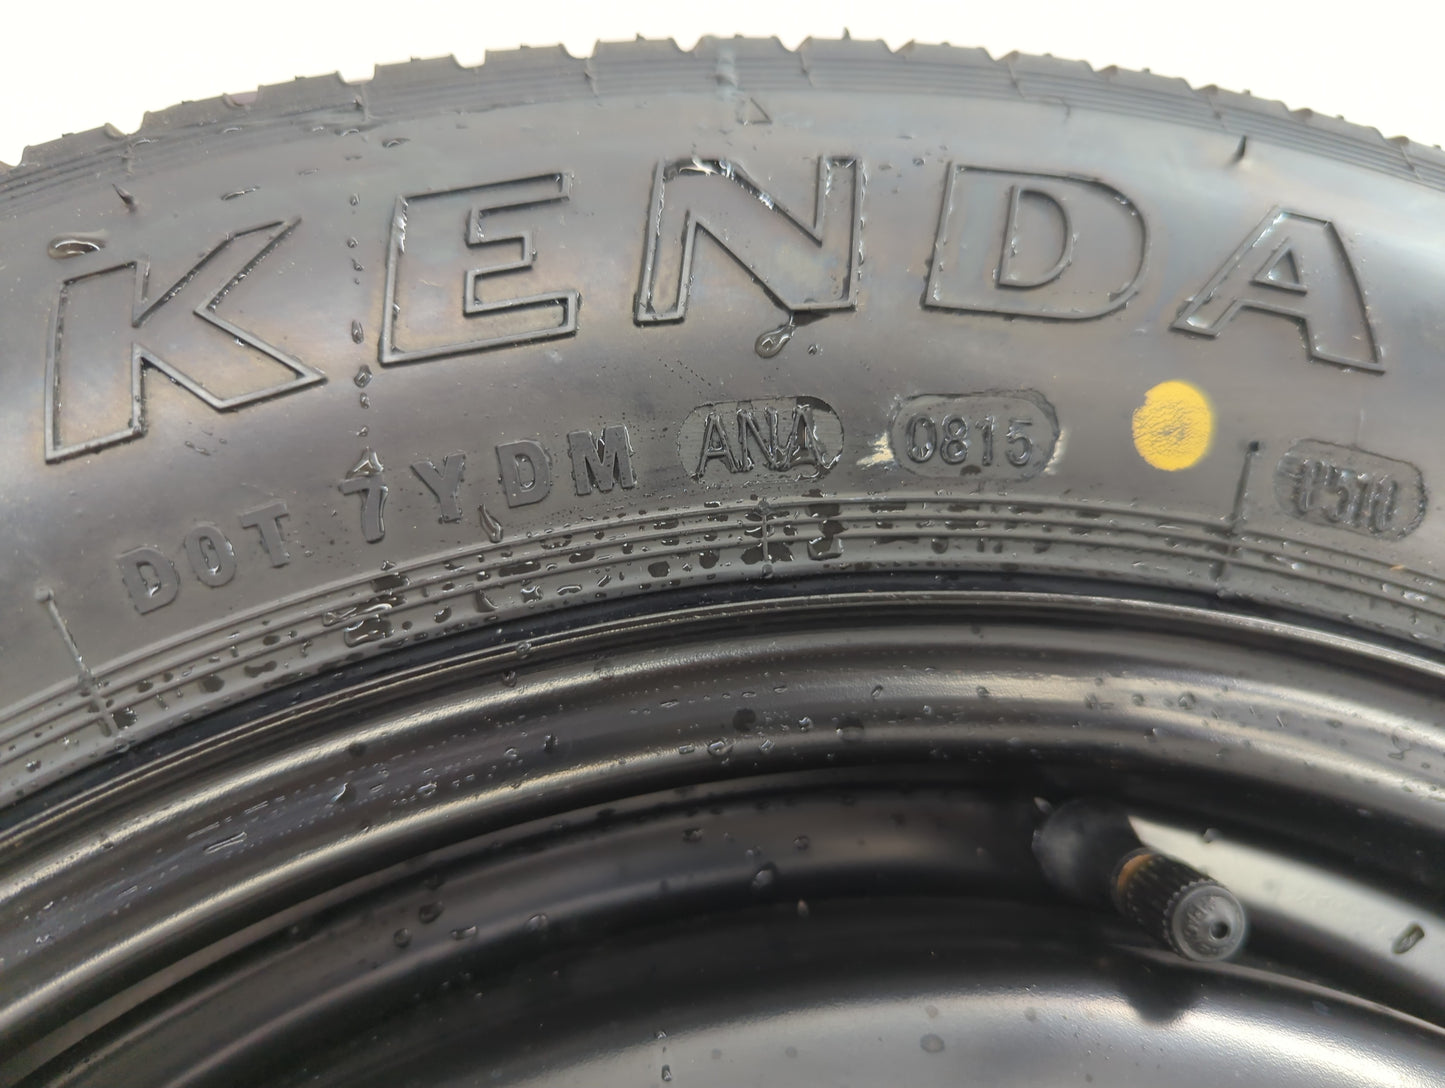 KENDA
DOT 7YDM ANA 0815